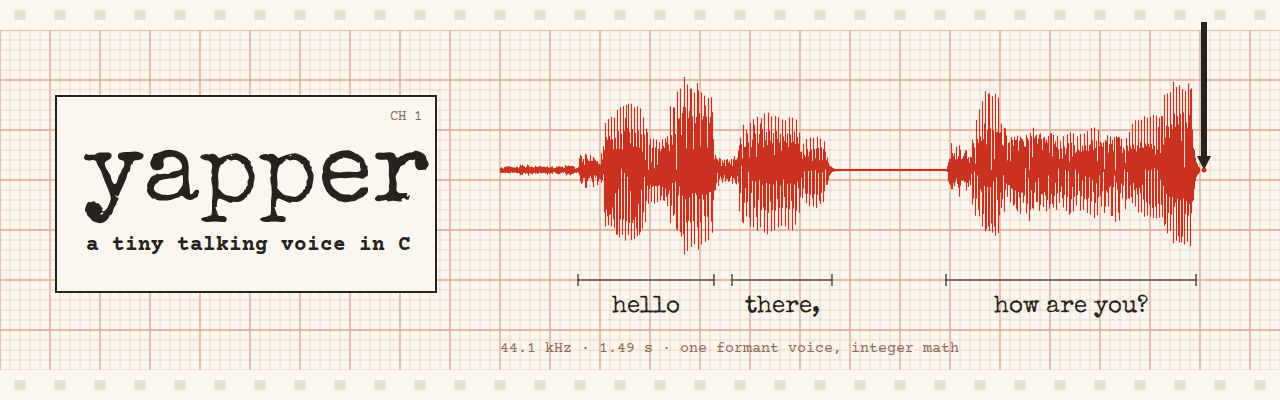 CH 1
yapper
a tiny talking voice in C
hello there, how are you?
44.1 kHz · 1.49 s · one formant voice, integer math